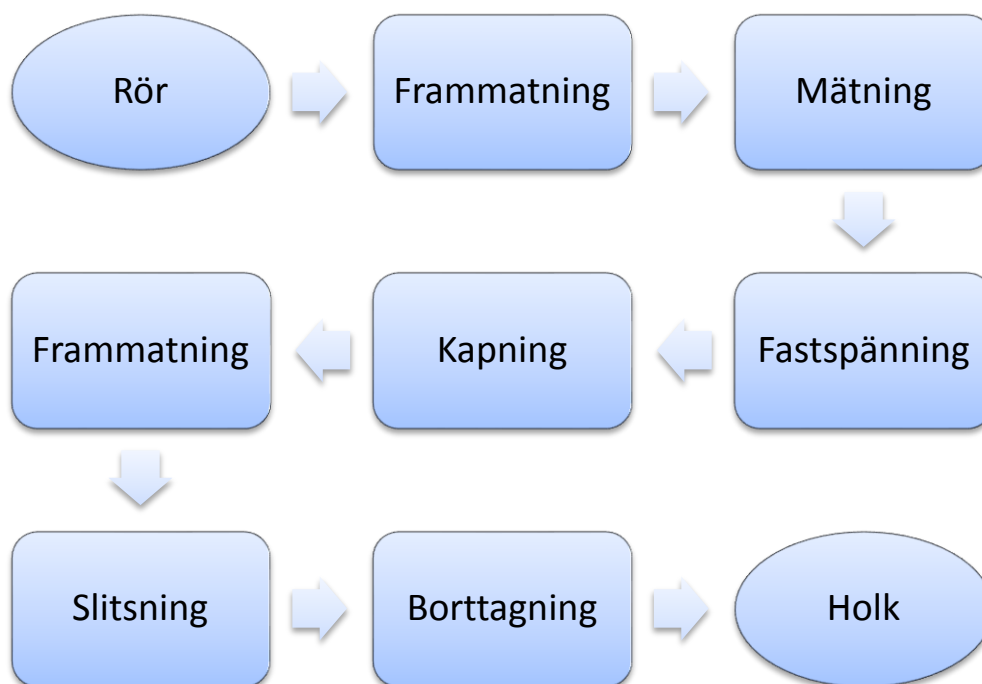 Rör
Frammatning
Mätning
Fastspänning
Kapning
Frammatning
Slitsning
Borttagning
Holk